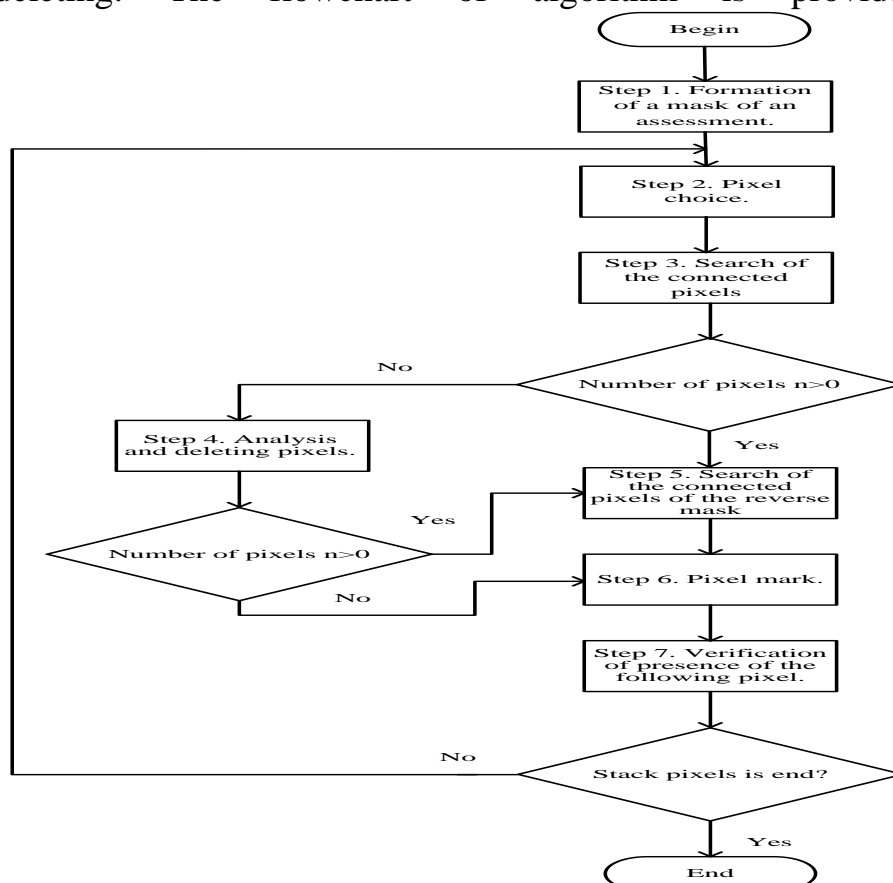 deleting. The flowchart of algorithm is
Begin
Step 1. Formation
of a mask of an
assessment.
Step 2. Pixel
choice.
Step 3. Search of
the connected
pixels
No
Number of pixels n>0
Step 4. Analysis
and deleting pixels.
Yes
Step 5. Search of
the connected
pixels of the reverse
mask
Yes
Number of pixels n>0
Step 6. Pixel mark.
No
Step 7. Verification
of presence of the
following pixel.
No
Stack pixels is end?
Yes
End